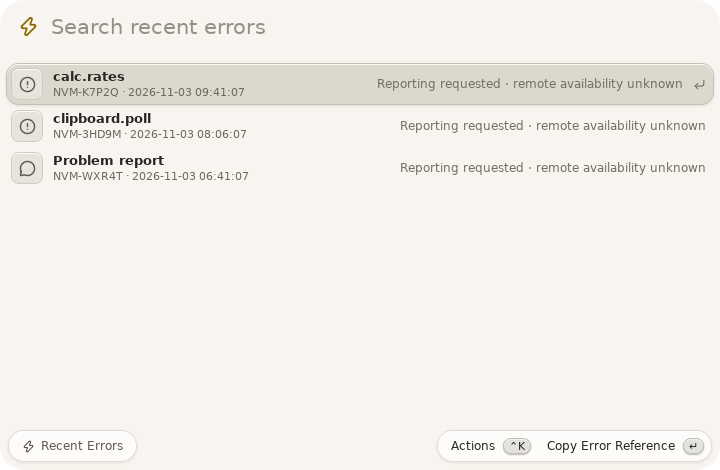 Search recent errors
calc.rates
NVM-K7P2Q · 2026-11-03 09:41:07
Reporting requested · remote availability unknown ↵
clipboard.poll
NVM-3HD9M · 2026-11-03 08:06:07
Reporting requested · remote availability unknown
Problem report
NVM-WXR4T · 2026-11-03 06:41:07
Reporting requested · remote availability unknown
Recent Errors
Actions ⌃K Copy Error Reference ↵